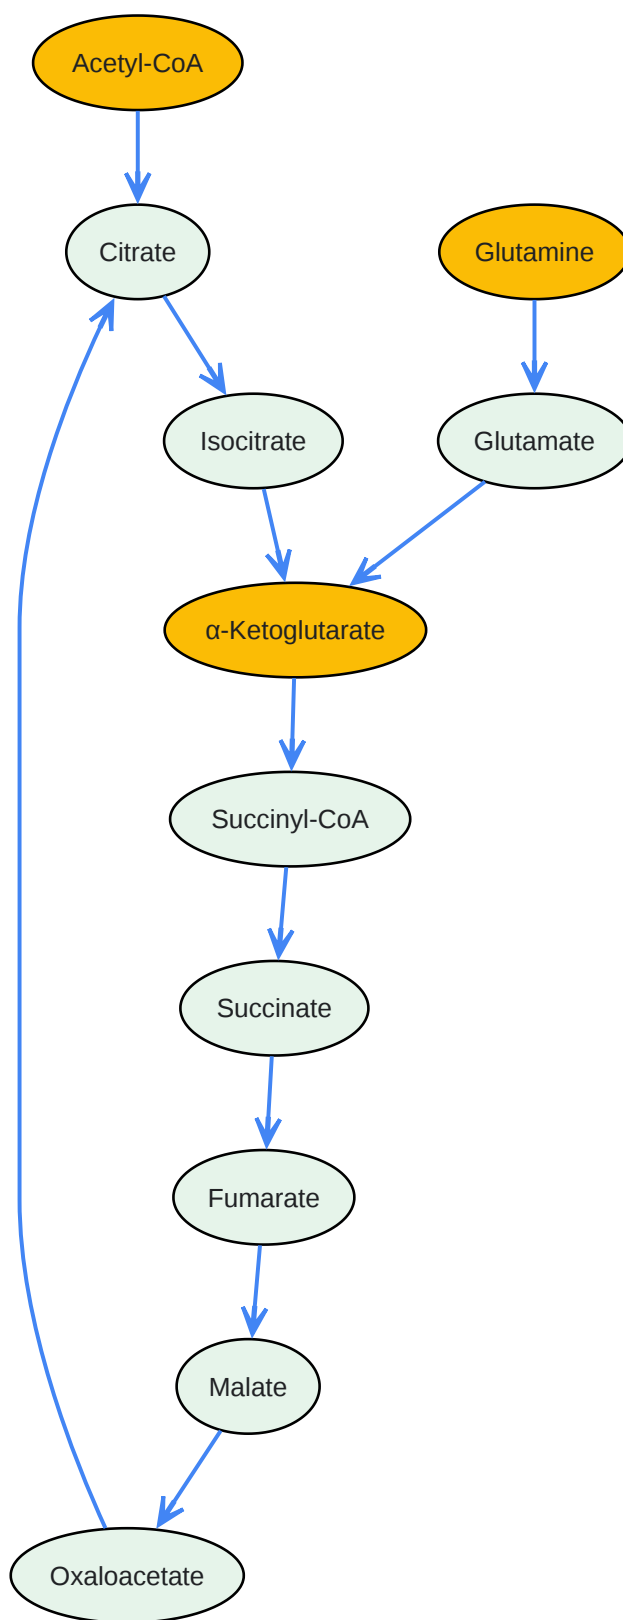 Acetyl-CoA
Citrate
Glutamine
Isocitrate
Glutamate
α-Ketoglutarate
Succinyl-CoA
Succinate
Fumarate
Malate
Oxaloacetate